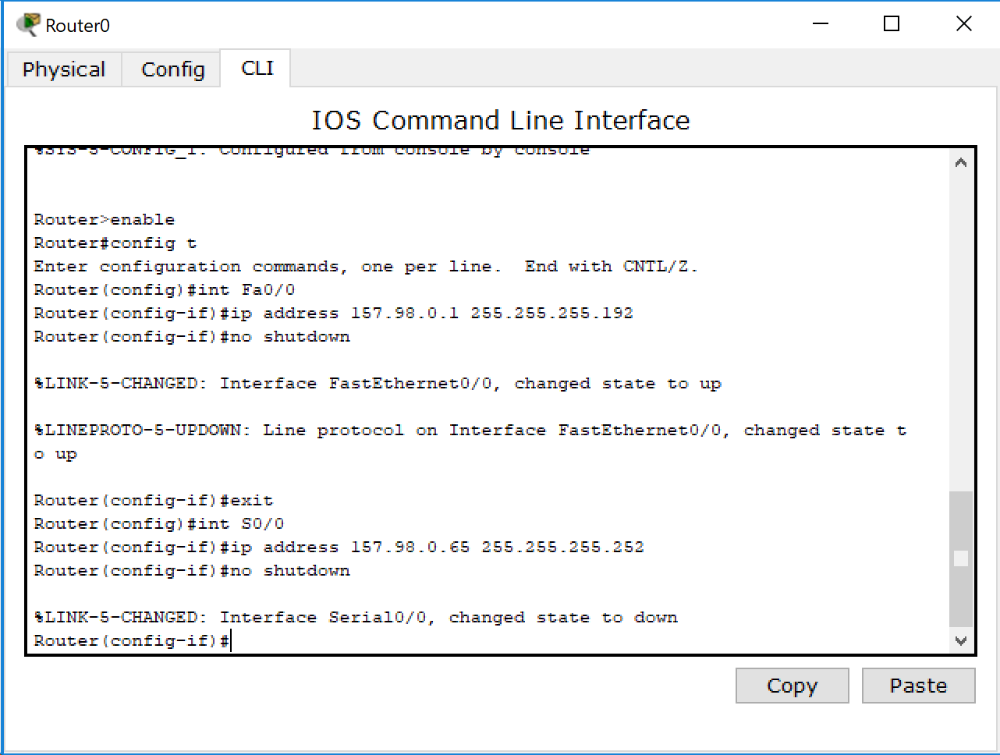 Router0
Physical Config CLI
IOS Command Line Interface
%SYS-5-CONFIG_I: Configured from console by console
Router>enable
Router#config t
Enter configuration commands, one per line.  End with CNTL/Z.
Router(config)#int Fa0/0
Router(config-if)#ip address 157.98.0.1 255.255.255.192
Router(config-if)#no shutdown
%LINK-5-CHANGED: Interface FastEthernet0/0, changed state to up
%LINEPROTO-5-UPDOWN: Line protocol on Interface FastEthernet0/0, changed state t
o up
Router(config-if)#exit
Router(config)#int S0/0
Router(config-if)#ip address 157.98.0.65 255.255.255.252
Router(config-if)#no shutdown
%LINK-5-CHANGED: Interface Serial0/0, changed state to down
Router(config-if)#
Copy Paste